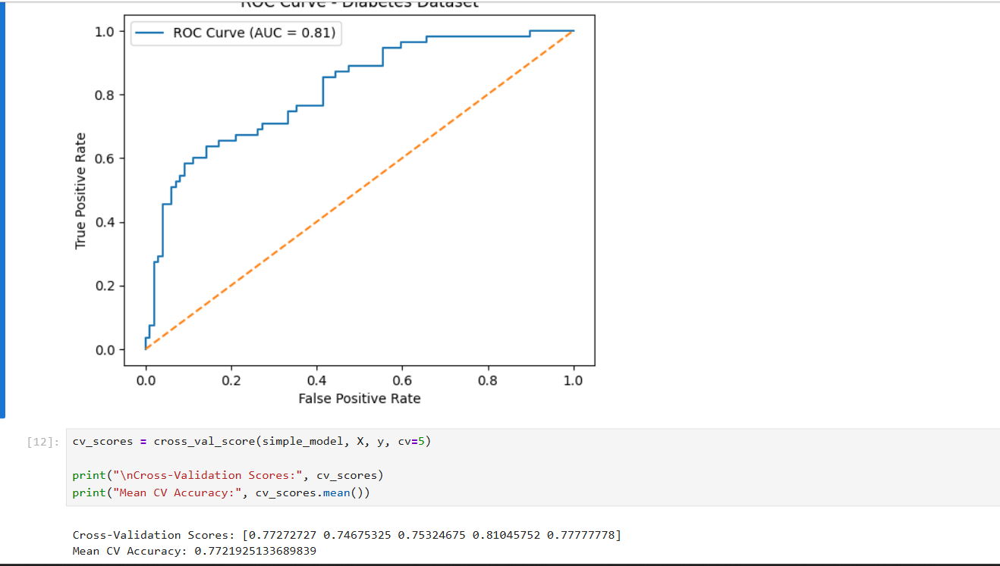 ROC Curve - Diabetes Dataset
ROC Curve (AUC = 0.81)
1.0
0.8
0.6
0.4
0.2
0.0
True Positive Rate
0.0 0.2 0.4 0.6 0.8 1.0
False Positive Rate
[12]:
cv_scores = cross_val_score(simple_model, X, y, cv=5)
print("\nCross-Validation Scores:", cv_scores)
print("Mean CV Accuracy:", cv_scores.mean())
Cross-Validation Scores: [0.77272727 0.74675325 0.75324675 0.81045752 0.77777778]
Mean CV Accuracy: 0.7721925133689839